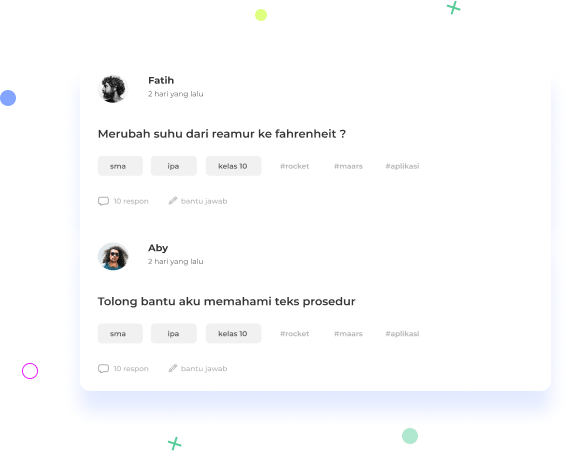 Fatih
2 hari yang lalu
Merubah suhu dari reamur ke fahrenheit ?
sma ipa kelas 10 #rocket #maars #aplikasi
10 respon bantu jawab
Aby
2 hari yang lalu
Tolong bantu aku memahami teks prosedur
sma ipa kelas 10 #rocket #maars #aplikasi
10 respon bantu jawab